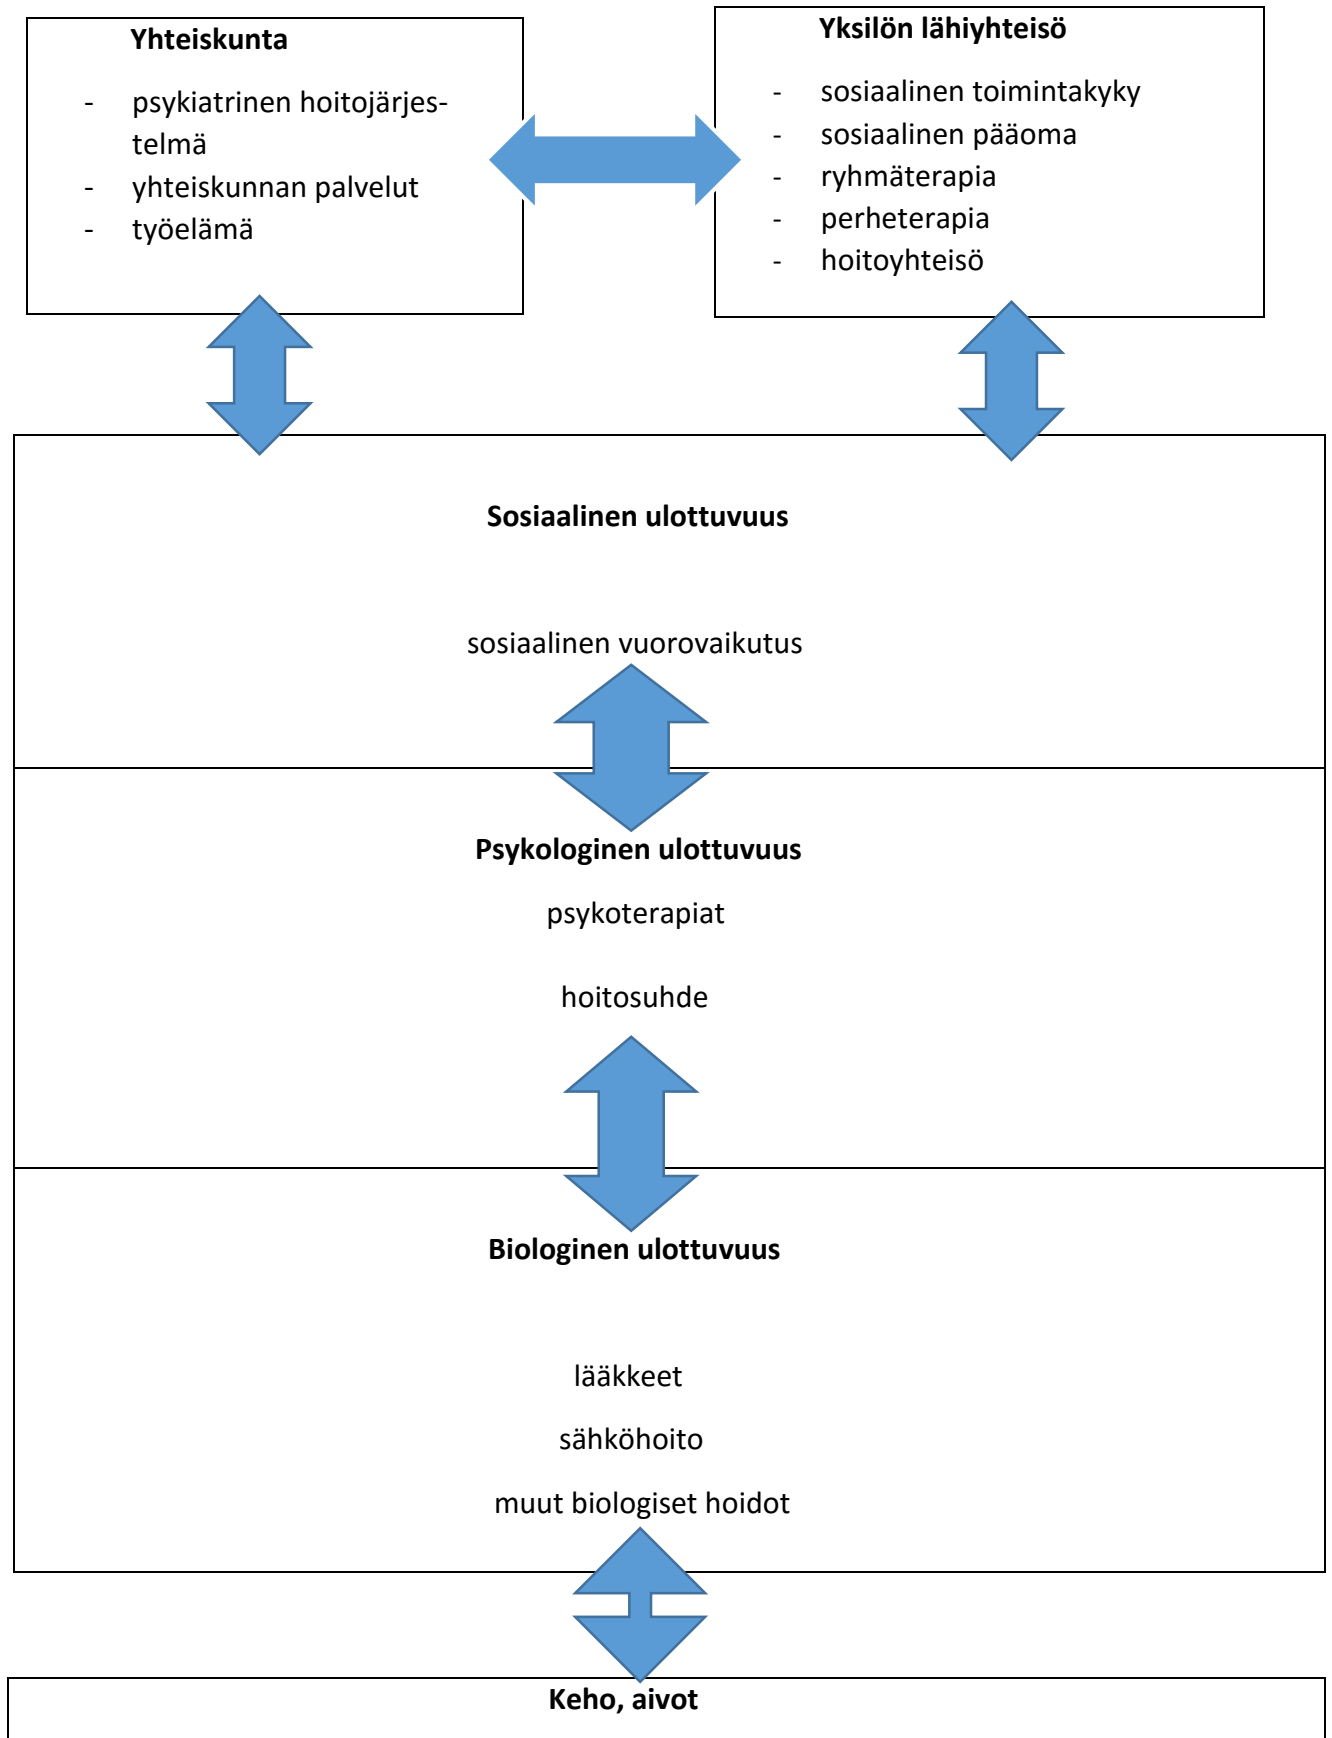 Yhteiskunta
- psykiatrinen hoitojärjes-
telmä
- yhteiskunnan palvelut
- työelämä
Yksilön lähiyhteisö
- sosiaalinen toimintakyky
- sosiaalinen pääoma
- ryhmäterapia
- perheterapia
- hoitoyhteisö
Sosiaalinen ulottuvuus
sosiaalinen vuorovaikutus
Psykologinen ulottuvuus
psykoterapiat
hoitosuhde
Biologinen ulottuvuus
lääkkeet
sähköhoito
muut biologiset hoidot
Keho, aivot